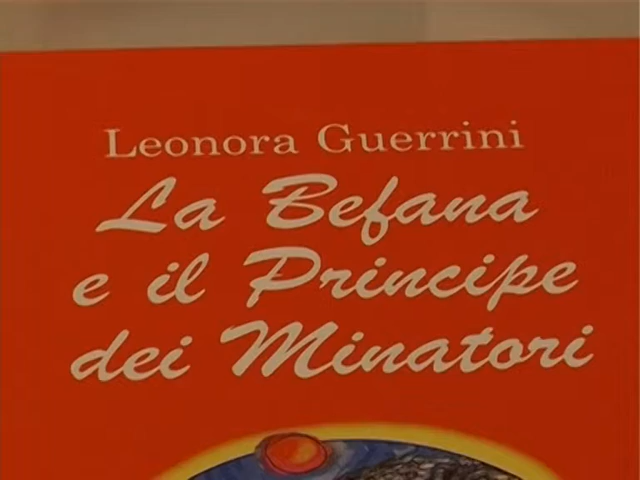 Leonora Guerrini
La Befana
e il Principe
dei Minatori